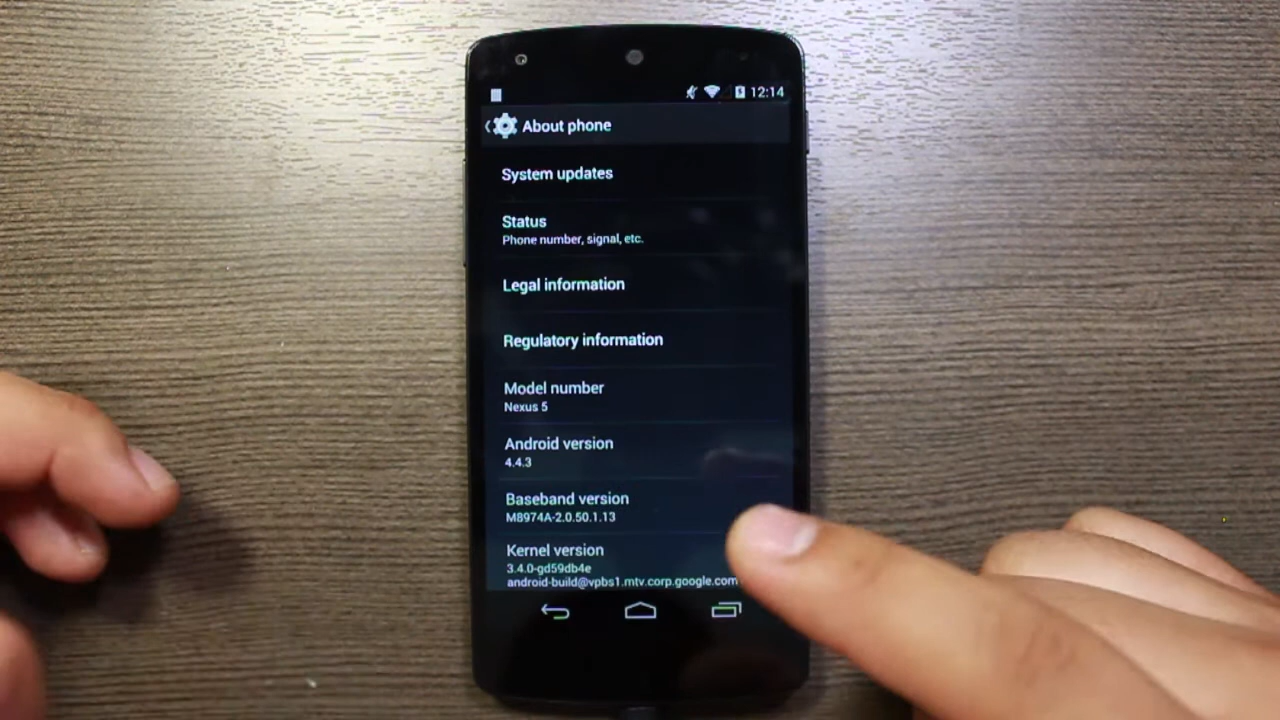 12:14
About phone
System updates
Status
Phone number, signal, etc.
Legal information
Regulatory information
Model number
Nexus 5
Android version
4.4.3
Baseband version
M8974A-2.0.50.1.13
Kernel version
3.4.0-gd59db4e
android-build@vpbs1.mtv.corp.google.com